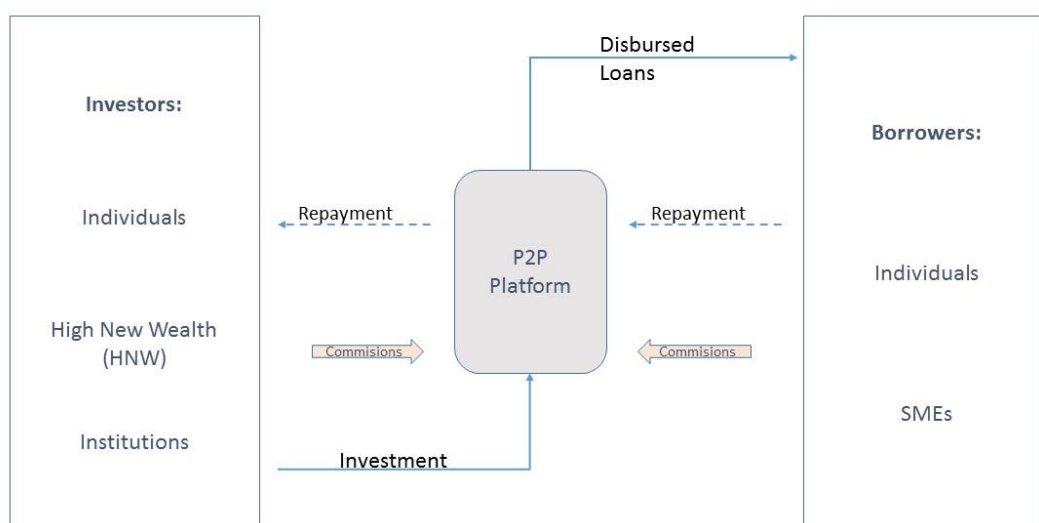 Investors:
Individuals
High New Wealth
(HNW)
Institutions
Repayment
Commisions
Investment
P2P
Platform
Disbursed
Loans
Repayment
Commisions
Borrowers:
Individuals
SMEs